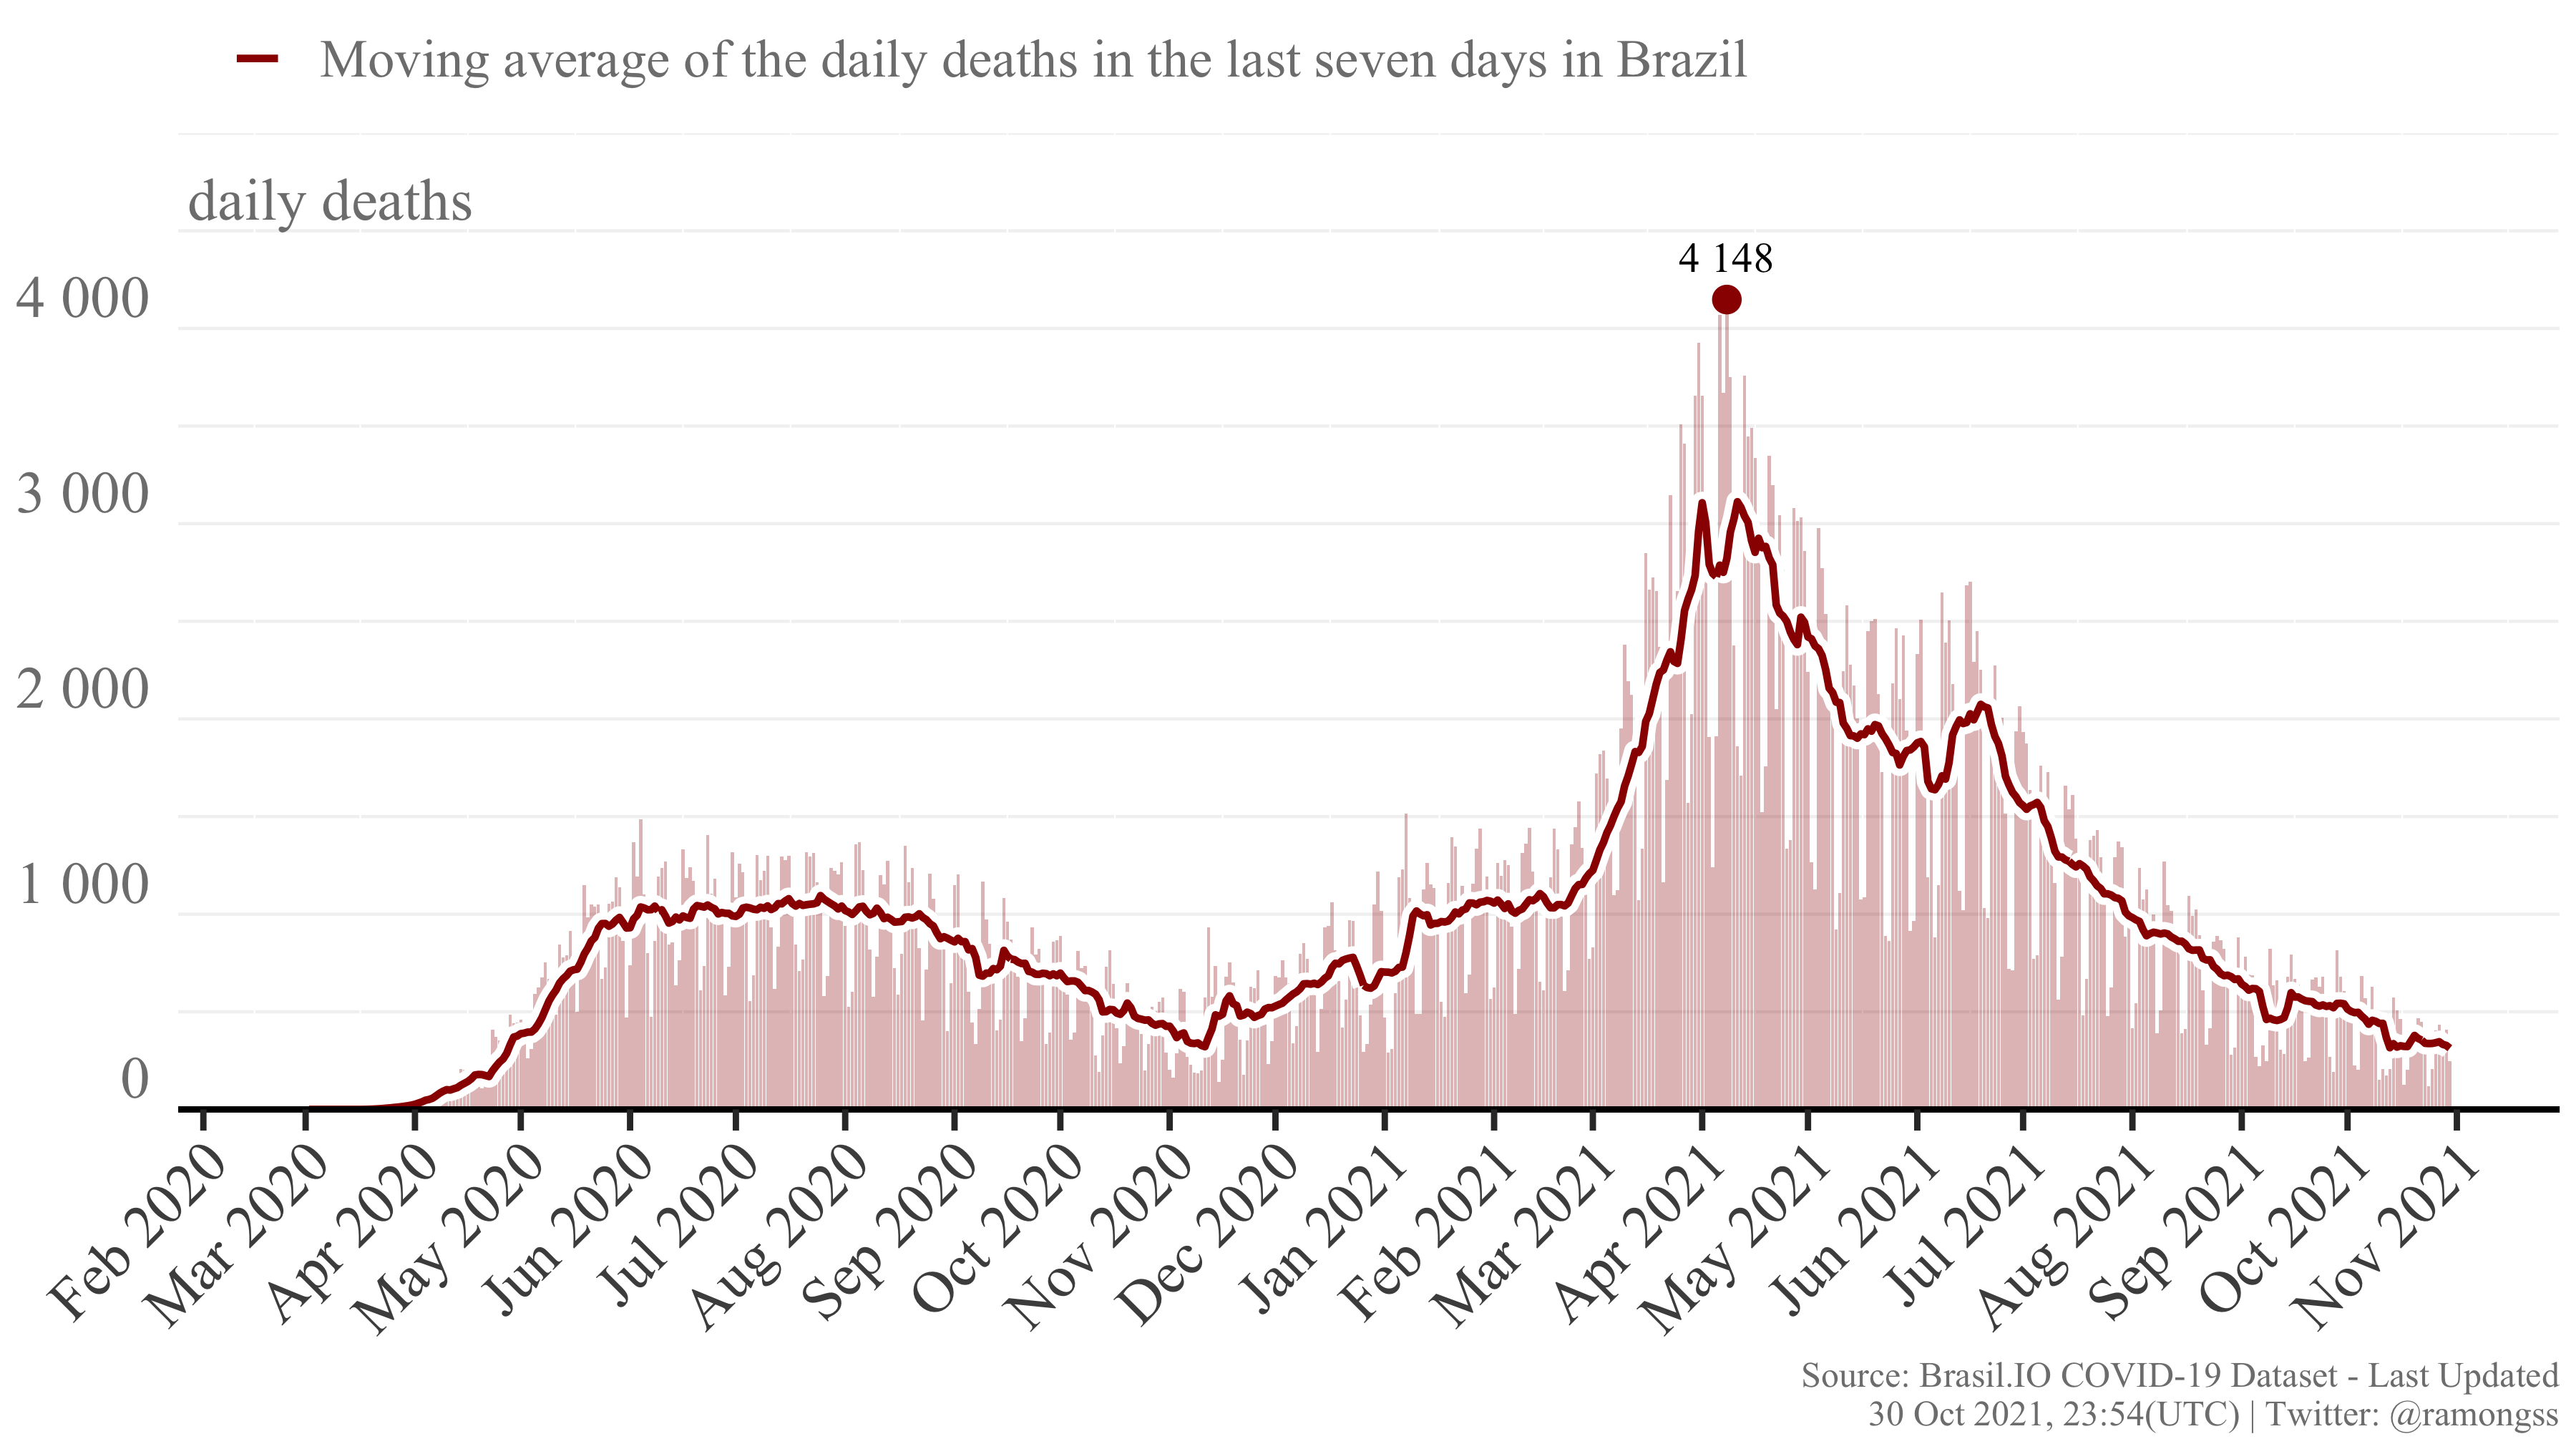 Moving average of the daily deaths in the last seven days in Brazil
daily deaths
4 148
4 000
3 000
2 000
1 000
0
Feb 2020
Mar 2020
Apr 2020
May 2020
Jun 2020
Jul 2020
Aug 2020
Sep 2020
Oct 2020
Nov 2020
Dec 2020
Jan 2021
Feb 2021
Mar 2021
Apr 2021
May 2021
Jun 2021
Jul 2021
Aug 2021
Sep 2021
Oct 2021
Nov 2021
Source: Brasil.IO COVID-19 Dataset - Last Updated
30 Oct 2021, 23:54(UTC) | Twitter: @ramongss